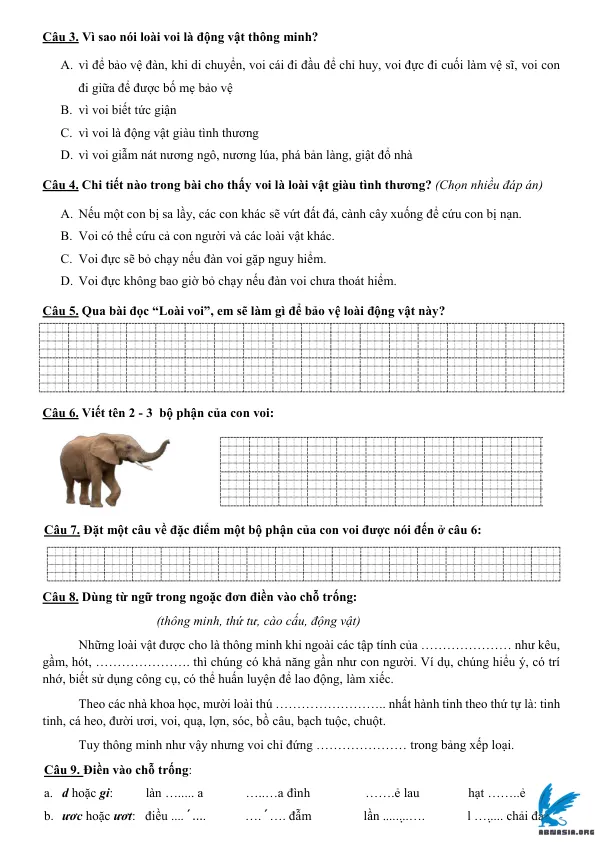 Câu 3. Vì sao nói loài voi là động vật thông minh?
A. vì để bảo vệ đàn, khi di chuyển, voi cái đi đầu để chỉ huy, voi đực đi cuối làm vệ sĩ, voi con
đi giữa để được bố mẹ bảo vệ
B. vì voi biết tức giận
C. vì voi là động vật giàu tình thương
D. vì voi giẫm nát nương ngô, nương lúa, phá bản làng, giật đổ nhà
Câu 4. Chi tiết nào trong bài cho thấy voi là loài vật giàu tình thương? (Chọn nhiều đáp án)
A. Nếu một con bị sa lầy, các con khác sẽ vứt đất đá, cành cây xuống để cứu con bị nạn.
B. Voi có thể cứu cả con người và các loài vật khác.
C. Voi đực sẽ bỏ chạy nếu đàn voi gặp nguy hiểm.
D. Voi đực không bao giờ bỏ chạy nếu đàn voi chưa thoát hiểm.
Câu 5. Qua bài đọc “Loài voi”, em sẽ làm gì để bảo vệ loài động vật này?
Câu 6. Viết tên 2 - 3 bộ phận của con voi:
Câu 7. Đặt một câu về đặc điểm một bộ phận của con voi được nói đến ở câu 6:
Câu 8. Dùng từ ngữ trong ngoặc đơn điền vào chỗ trống:
(thông minh, thứ tư, cào cấu, động vật)
Những loài vật được cho là thông minh khi ngoài các tập tính của ………………… như kêu,
gầm, hót, …………………. thì chúng có khả năng gần như con người. Ví dụ, chúng hiểu ý, có trí
nhớ, biết sử dụng công cụ, có thể huấn luyện để lao động, làm xiếc.
Theo các nhà khoa học, mười loài thú …………………….. nhất hành tinh theo thứ tự là: tinh
tinh, cá heo, đười ươi, voi, quạ, lợn, sóc, bồ câu, bạch tuộc, chuột.
Tuy thông minh như vậy nhưng voi chỉ đứng ………………… trong bảng xếp loại.
Câu 9. Điền vào chỗ trống:
a. d hoặc gi: làn ….... a ….…a đình …….ẻ lau hạt ……..ẻ
b. ươc hoặc ươt: điều ....´.... ….´…. đẫm lần ........…. l ........ chải đầ
ABMASIA.ORG